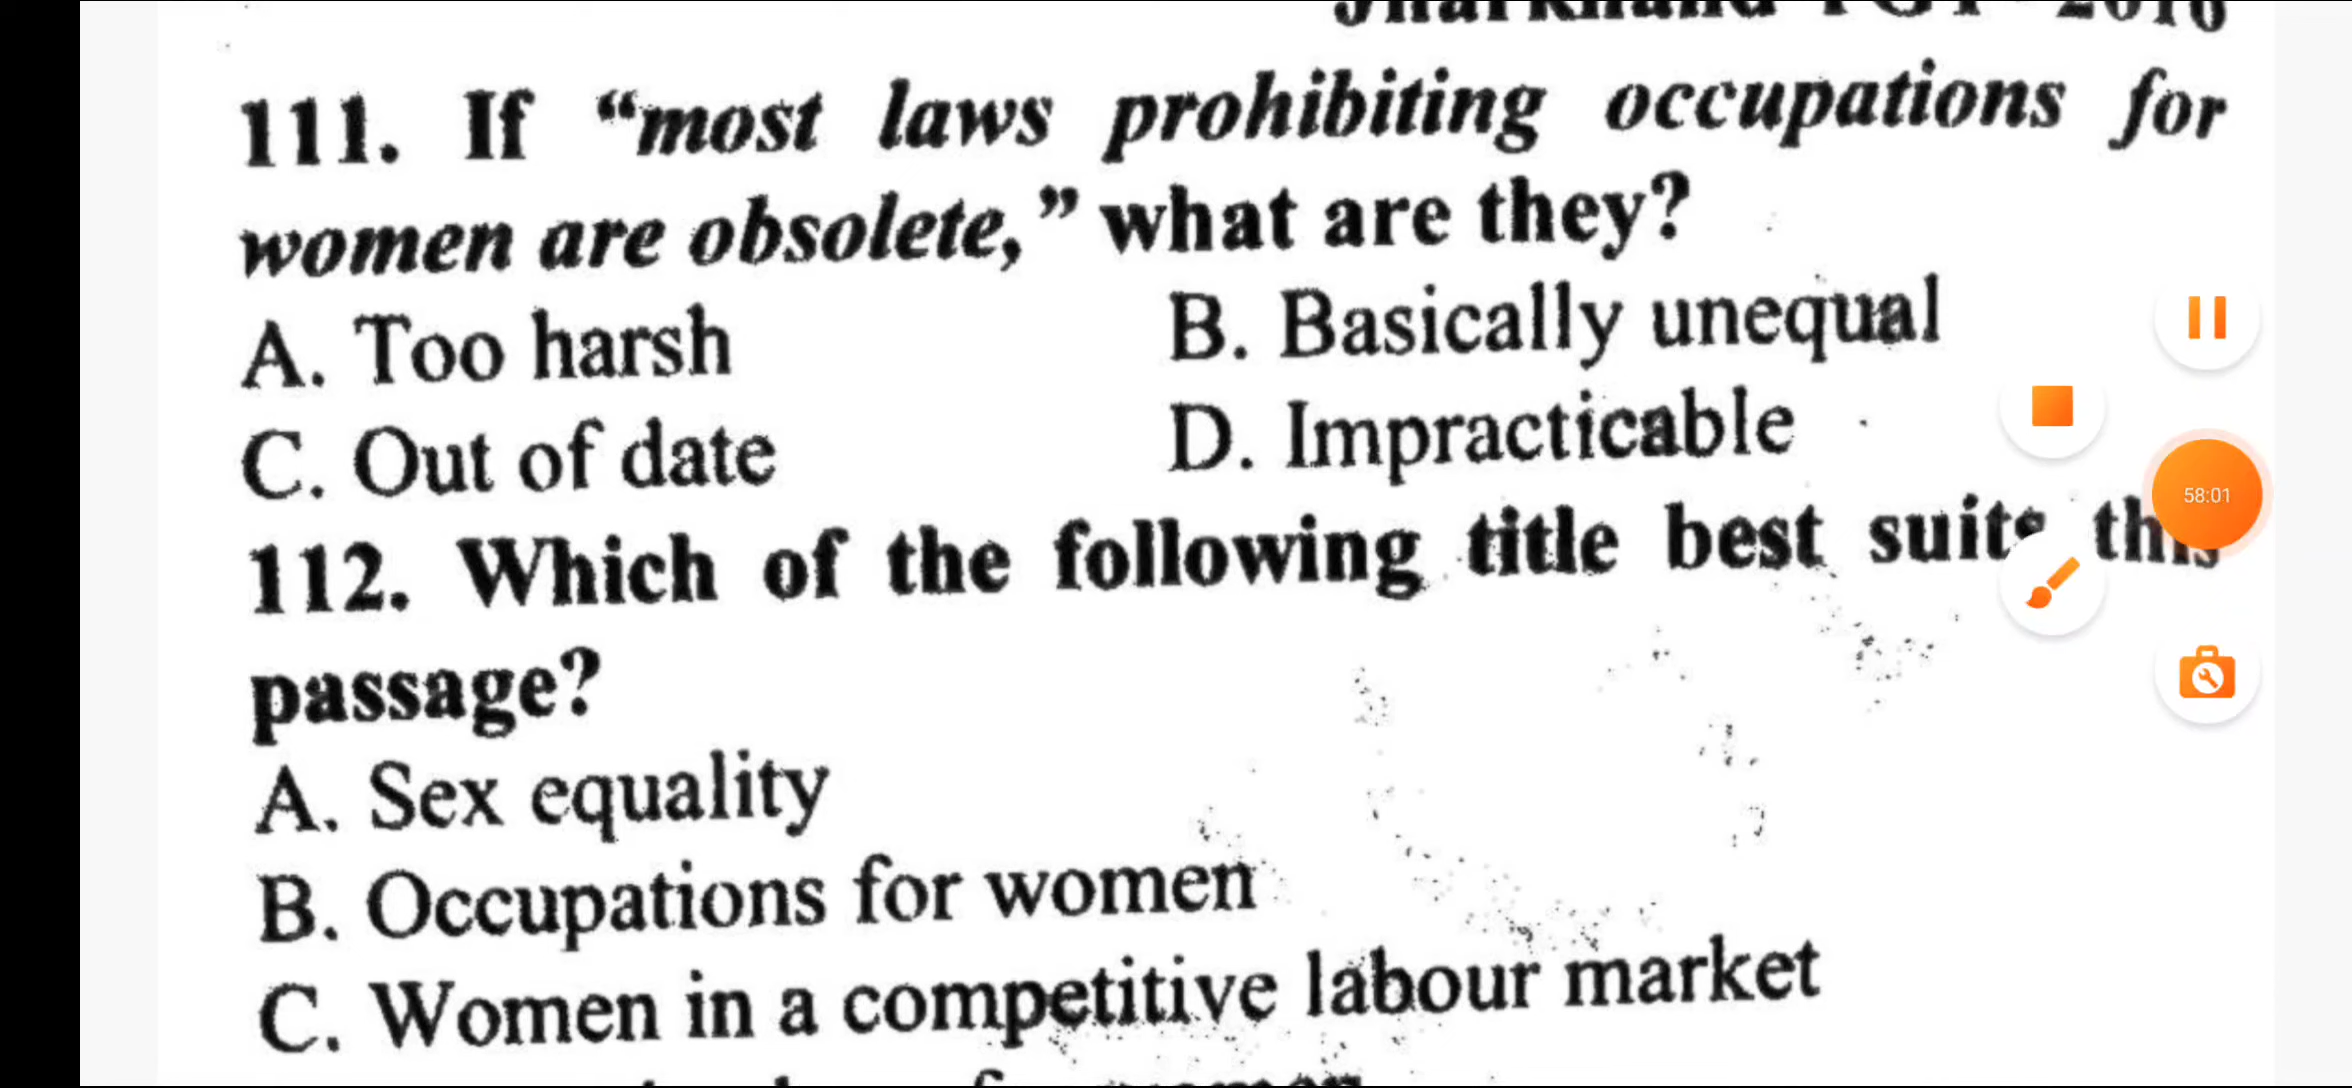 111. If “most laws prohibiting occupations for
women are obsolete,” what are they?
A. Too harsh
B. Basically unequal
C. Out of date
D. Impracticable
58:01
112. Which of the following title best suits this
passage?
A. Sex equality
B. Occupations for women
C. Women in a competitive labour market